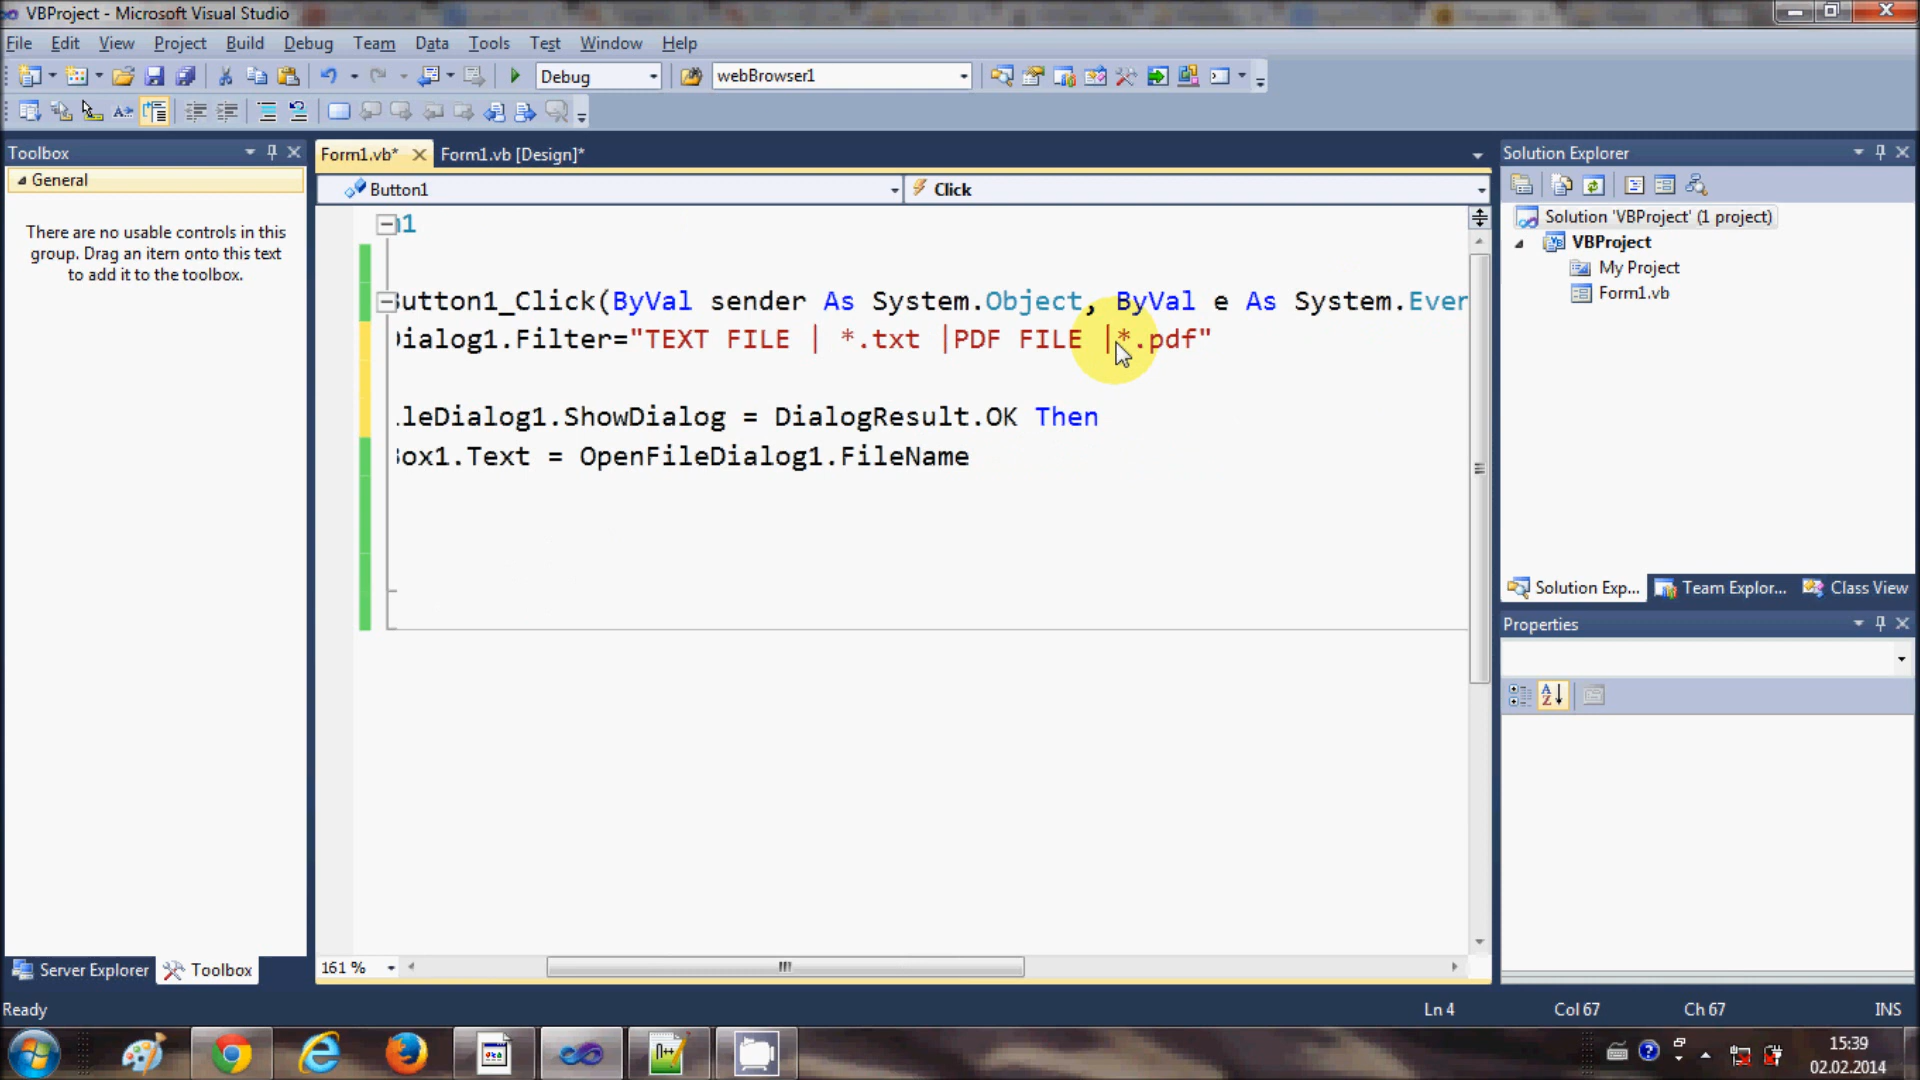 VBProject - Microsoft Visual Studio
File Edit View Project Build Debug Team Data Tools Test Window Help
Debug webBrowser1
Toolbox
General
There are no usable controls in this
group. Drag an item onto this text
to add it to the toolbox.
Server Explorer Toolbox
Form1.vb* Form1.vb [Design]*
Button1 Click
1
Button1_Click(ByVal sender As System.Object, ByVal e As System.Even
Dialog1.Filter="TEXT FILE | *.txt |PDF FILE |*.pdf"
ileDialog1.ShowDialog = DialogResult.OK Then
Box1.Text = OpenFileDialog1.FileName
161 %
Solution Explorer
Solution 'VBProject' (1 project)
VBProject
My Project
Form1.vb
Solution Exp... Team Explor... Class View
Properties
Ready Ln 4 Col 67 Ch 67 INS
15:39
02.02.2014